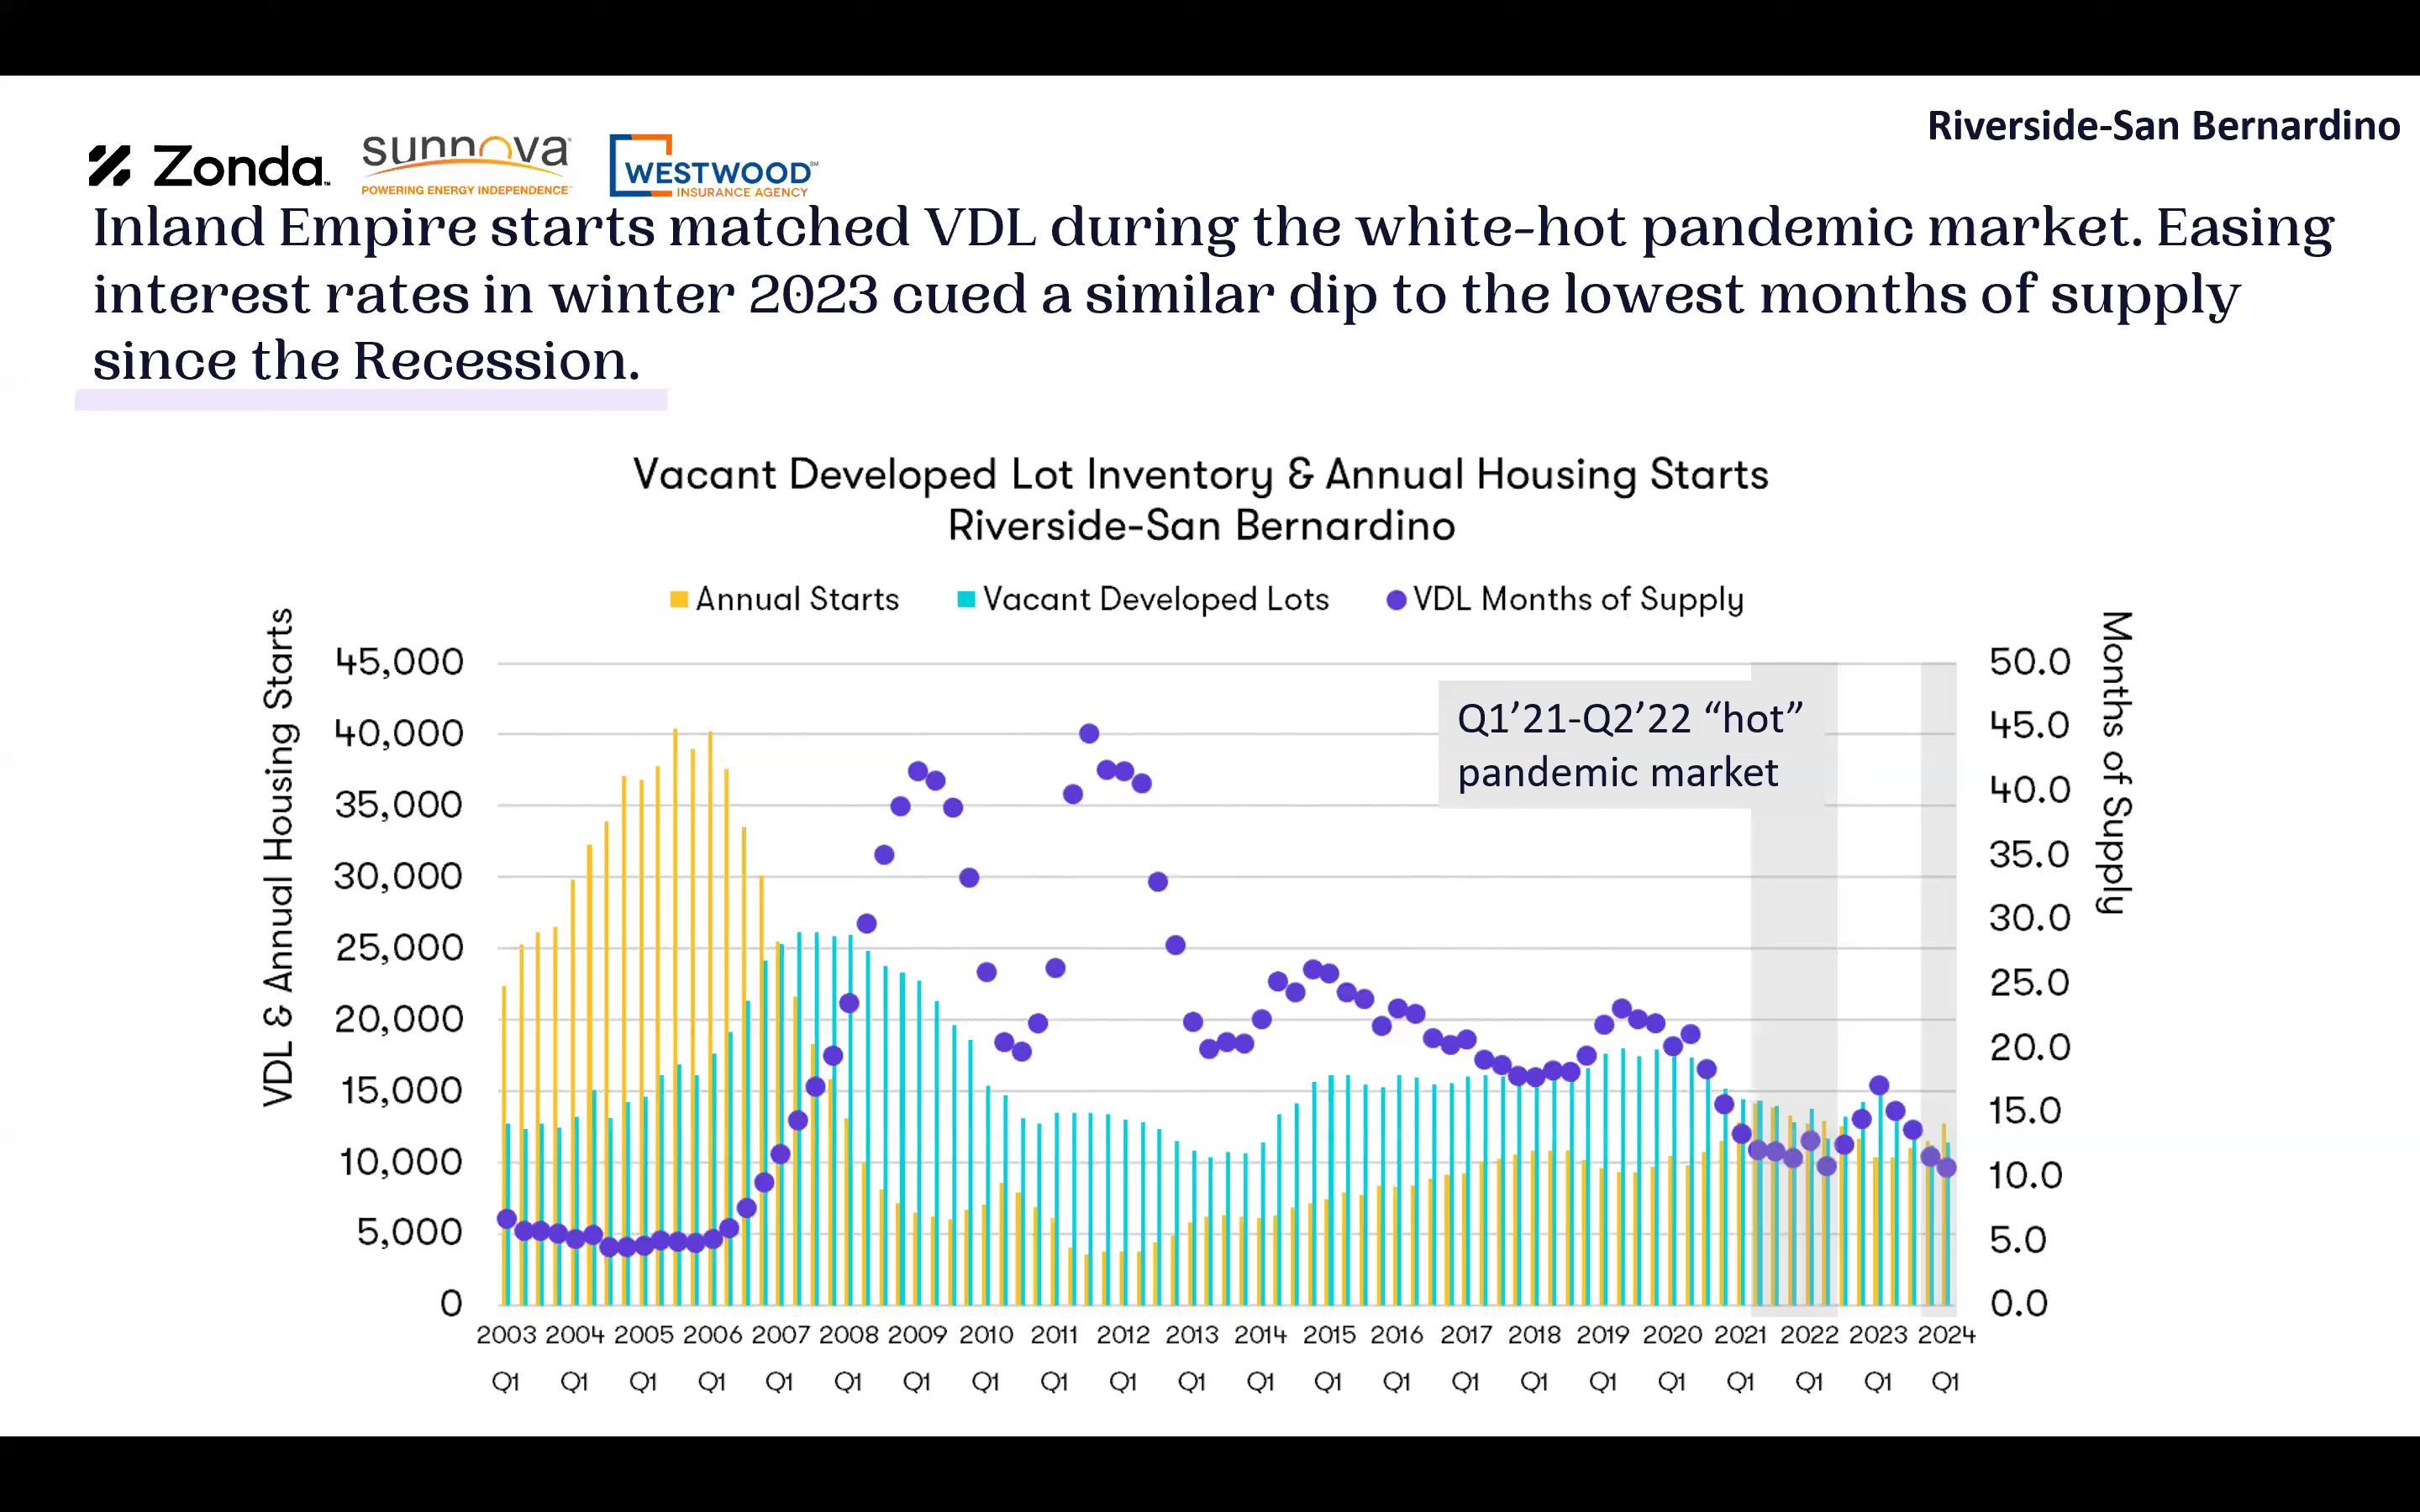 Riverside-San Bernardino
Zonda™
sunnova
POWERING ENERGY INDEPENDENCE
WESTWOOD SM
INSURANCE AGENCY
Inland Empire starts matched VDL during the white-hot pandemic market. Easing
interest rates in winter 2023 cued a similar dip to the lowest months of supply
since the Recession.
Vacant Developed Lot Inventory & Annual Housing Starts
Riverside-San Bernardino
Annual Starts Vacant Developed Lots VDL Months of Supply
VDL & Annual Housing Starts
45,000
40,000
35,000
30,000
25,000
20,000
15,000
10,000
5,000
0
Q1’21-Q2’22 “hot”
pandemic market
50.0
45.0
40.0
35.0
30.0
25.0
20.0
15.0
10.0
5.0
0.0
Months of Supply
2003 2004 2005 2006 2007 2008 2009 2010 2011 2012 2013 2014 2015 2016 2017 2018 2019 2020 2021 2022 2023 2024
Q1 Q1 Q1 Q1 Q1 Q1 Q1 Q1 Q1 Q1 Q1 Q1 Q1 Q1 Q1 Q1 Q1 Q1 Q1 Q1 Q1 Q1